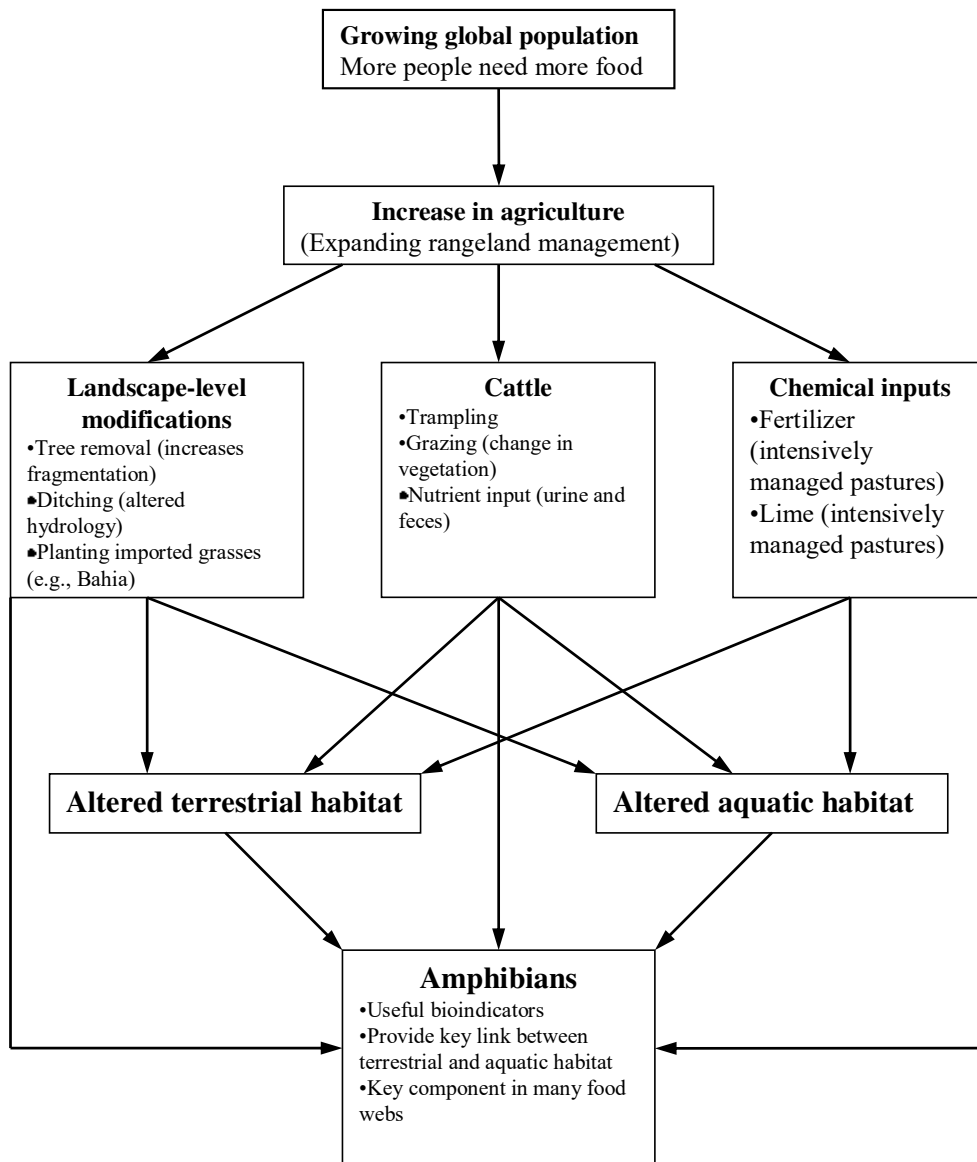 Growing global population
More people need more food
Increase in agriculture
(Expanding rangeland management)
Landscape-level
modifications
•Tree removal (increases
fragmentation)
•Ditching (altered
hydrology)
•Planting imported grasses
(e.g., Bahia)
Cattle
•Trampling
•Grazing (change in
vegetation)
•Nutrient input (urine and
feces)
Chemical inputs
•Fertilizer
(intensively
managed pastures)
•Lime (intensively
managed pastures)
Altered terrestrial habitat
Altered aquatic habitat
Amphibians
•Useful bioindicators
•Provide key link between
terrestrial and aquatic habitat
•Key component in many food
webs